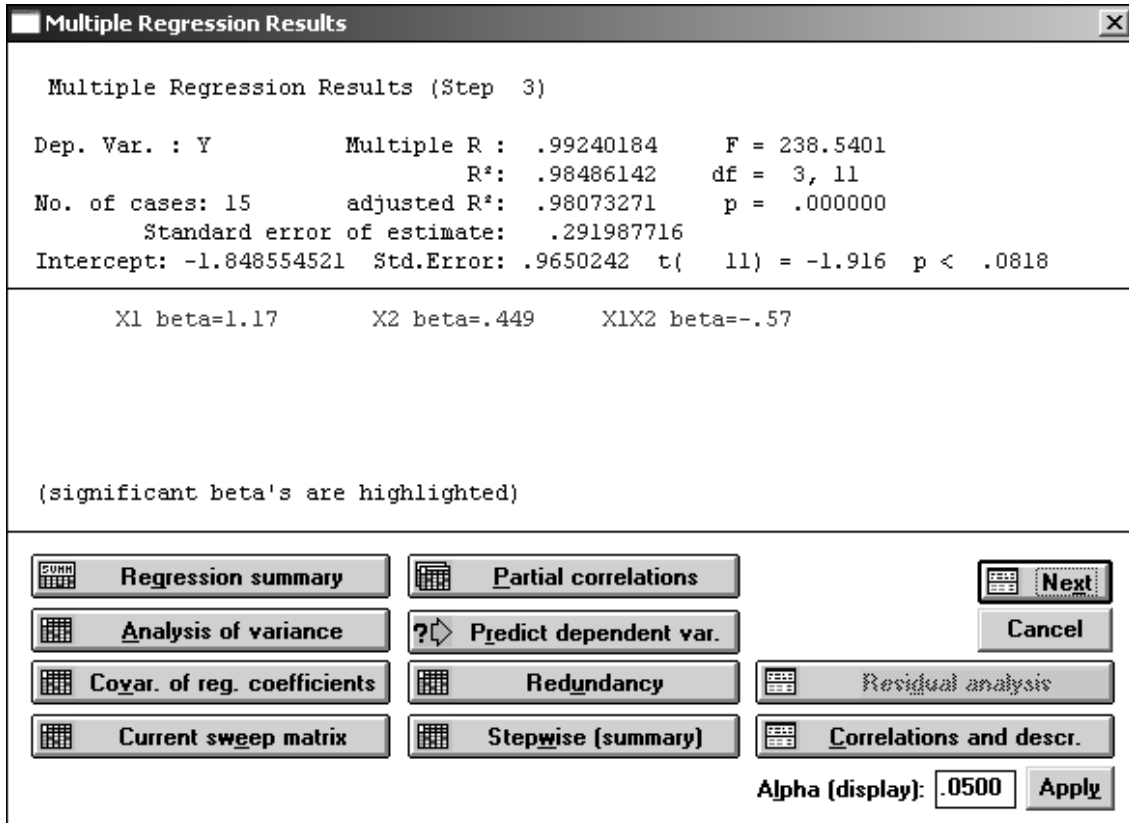 Multiple Regression Results
Multiple Regression Results (Step 3)
Dep. Var. : Y Multiple R : .99240184 F = 238.5401
R²: .98486142 df = 3, 11
No. of cases: 15 adjusted R²: .98073271 p = .000000
Standard error of estimate: .291987716
Intercept: -1.848554521 Std.Error: .9650242 t( 11) = -1.916 p < .0818
X1 beta=1.17 X2 beta=.449 X1X2 beta=-.57
(significant beta's are highlighted)
SUMM Regression summary Partial correlations Next
Analysis of variance ? Predict dependent var. Cancel
Covar. of reg. coefficients Redundancy Residual analysis
Current sweep matrix Stepwise (summary) Correlations and descr.
Alpha (display): .0500 Apply